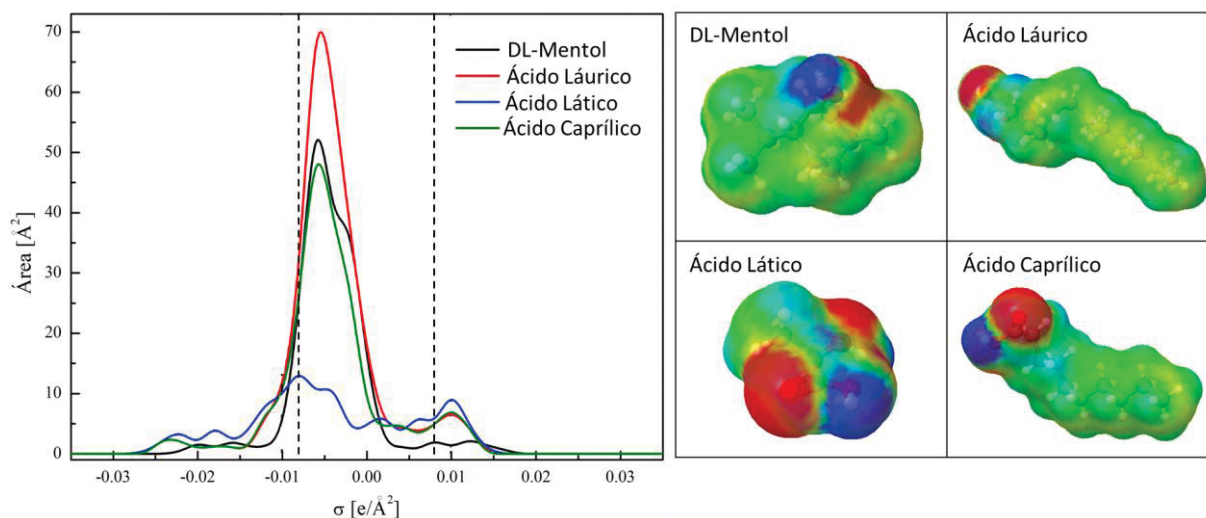 70
60
50
40
30
20
10
0
Área [Å²]
-0.03
-0.02
-0.01
0.00
0.01
0.02
0.03
σ [e/Å²]
DL-Mentol
Ácido Láurico
Ácido Lático
Ácido Caprílico
DL-Mentol
Ácido Láurico
Ácido Lático
Ácido Caprílico